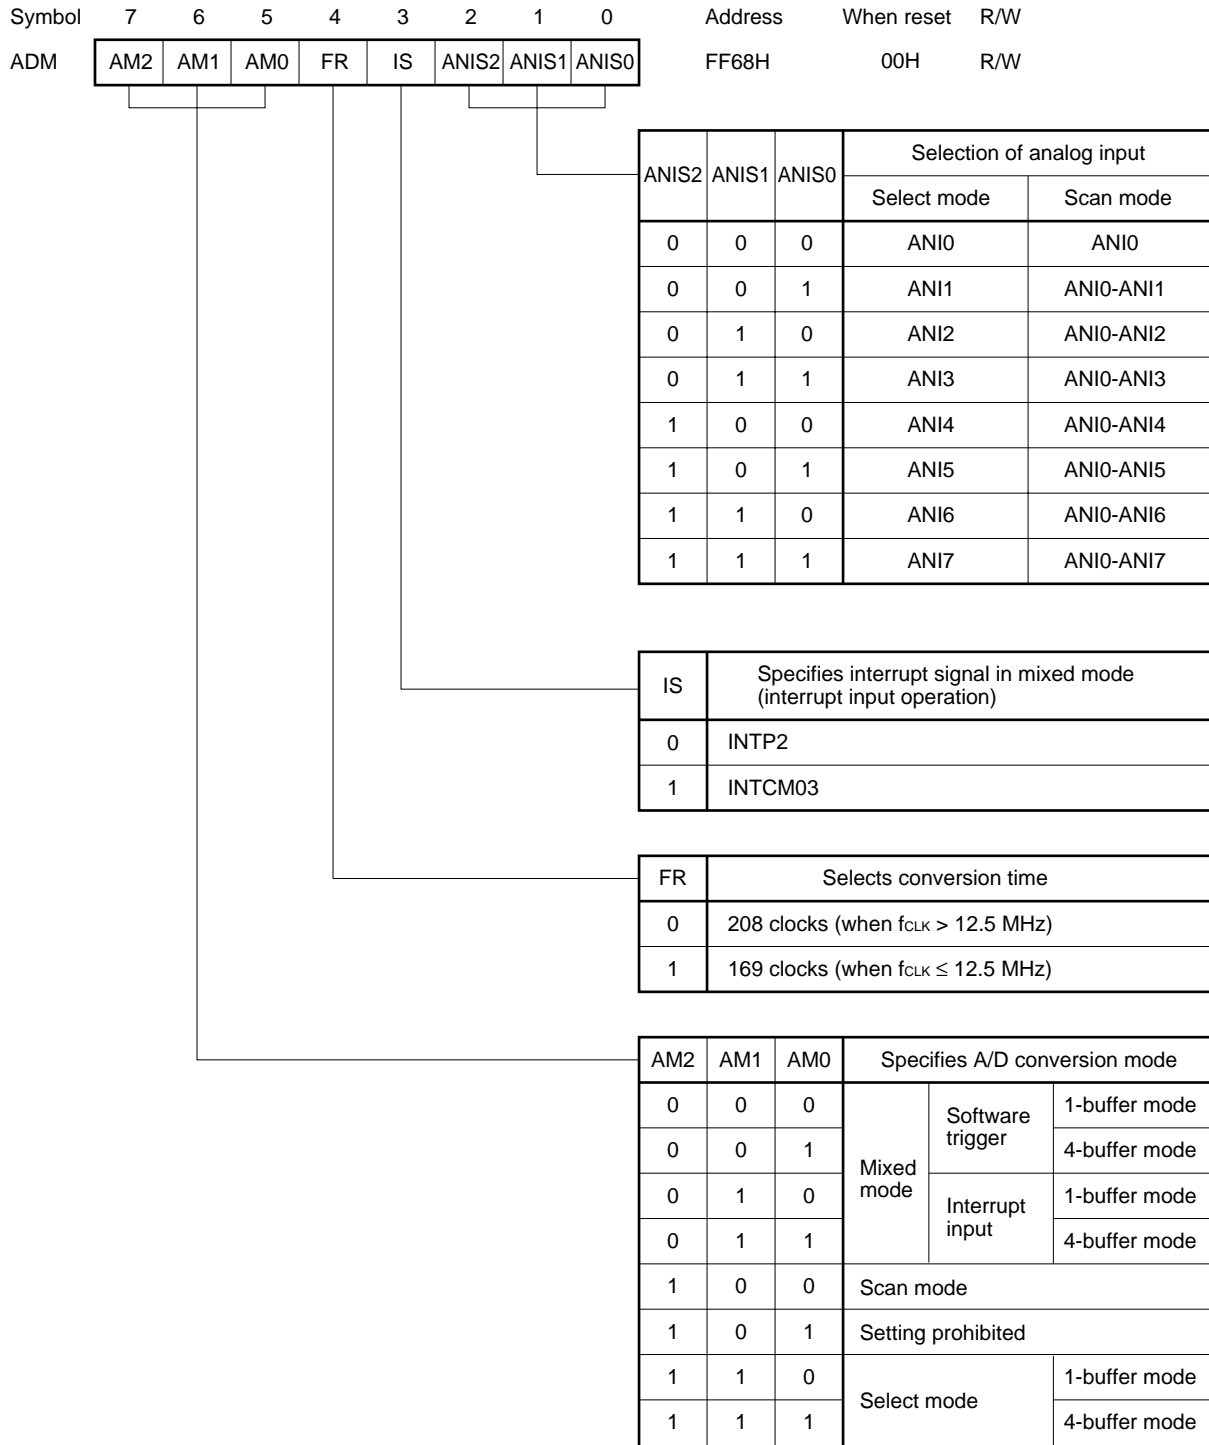 Symbol 7 6 5 4 3 2 1 0 Address When reset R/W
ADM AM2 AM1 AM0 FR IS ANIS2 ANIS1 ANIS0 FF68H 00H R/W
ANIS2 ANIS1 ANIS0 Selection of analog input
Select mode Scan mode
0 0 0 ANI0 ANI0
0 0 1 ANI1 ANI0-ANI1
0 1 0 ANI2 ANI0-ANI2
0 1 1 ANI3 ANI0-ANI3
1 0 0 ANI4 ANI0-ANI4
1 0 1 ANI5 ANI0-ANI5
1 1 0 ANI6 ANI0-ANI6
1 1 1 ANI7 ANI0-ANI7
IS Specifies interrupt signal in mixed mode
(interrupt input operation)
0 INTP2
1 INTCM03
FR Selects conversion time
0 208 clocks (when fCLK > 12.5 MHz)
1 169 clocks (when fCLK ≤ 12.5 MHz)
AM2 AM1 AM0 Specifies A/D conversion mode
0 0 0 Mixed mode Software trigger 1-buffer mode
0 0 1 4-buffer mode
0 1 0 Interrupt input 1-buffer mode
0 1 1 4-buffer mode
1 0 0 Scan mode
1 0 1 Setting prohibited
1 1 0 Select mode 1-buffer mode
1 1 1 4-buffer mode